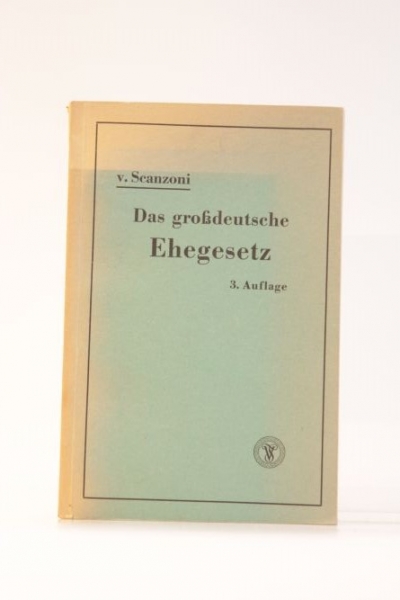 v. Scanzoni
Das großdeutsche
Ehegesetz
3. Auflage